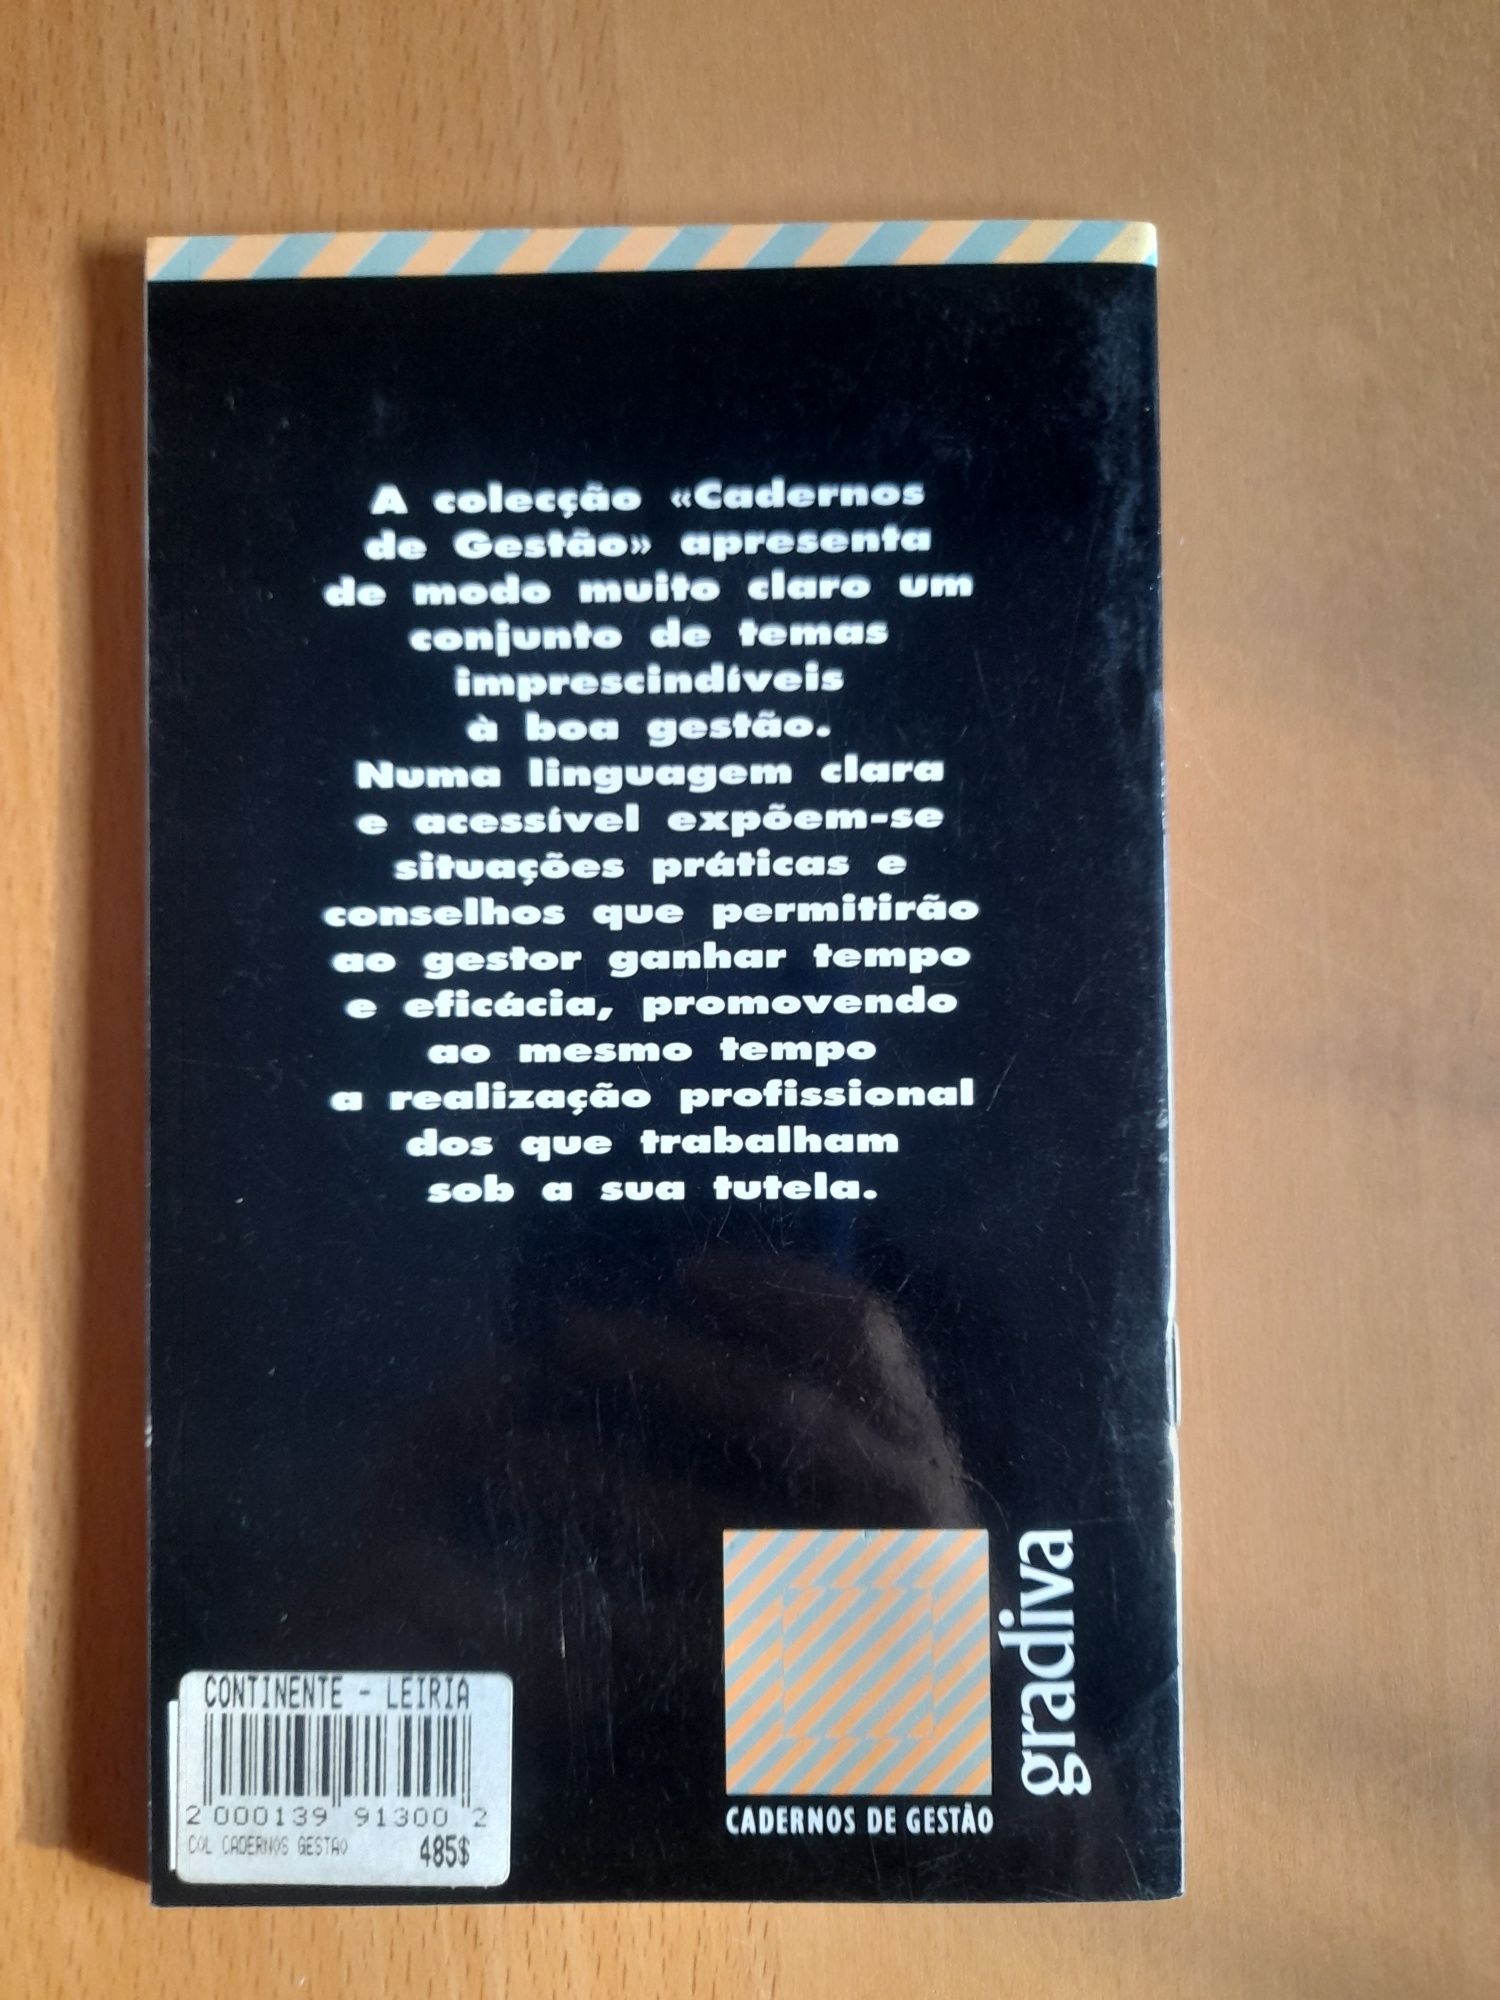 A colecção «Cadernos
de Gestão» apresenta
de modo muito claro um
conjunto de temas
imprescindíveis
à boa gestão.
Numa linguagem clara
e acessível expõem-se
situações práticas e
conselhos que permitirão
ao gestor ganhar tempo
e eficácia, promovendo
ao mesmo tempo
a realização profissional
dos que trabalham
sob a sua tutela.
gradiva
CADERNOS DE GESTÃO
CONTINENTE - LEIRIA
2 000139 91300 2
COL CADERNOS GESTAO 485$